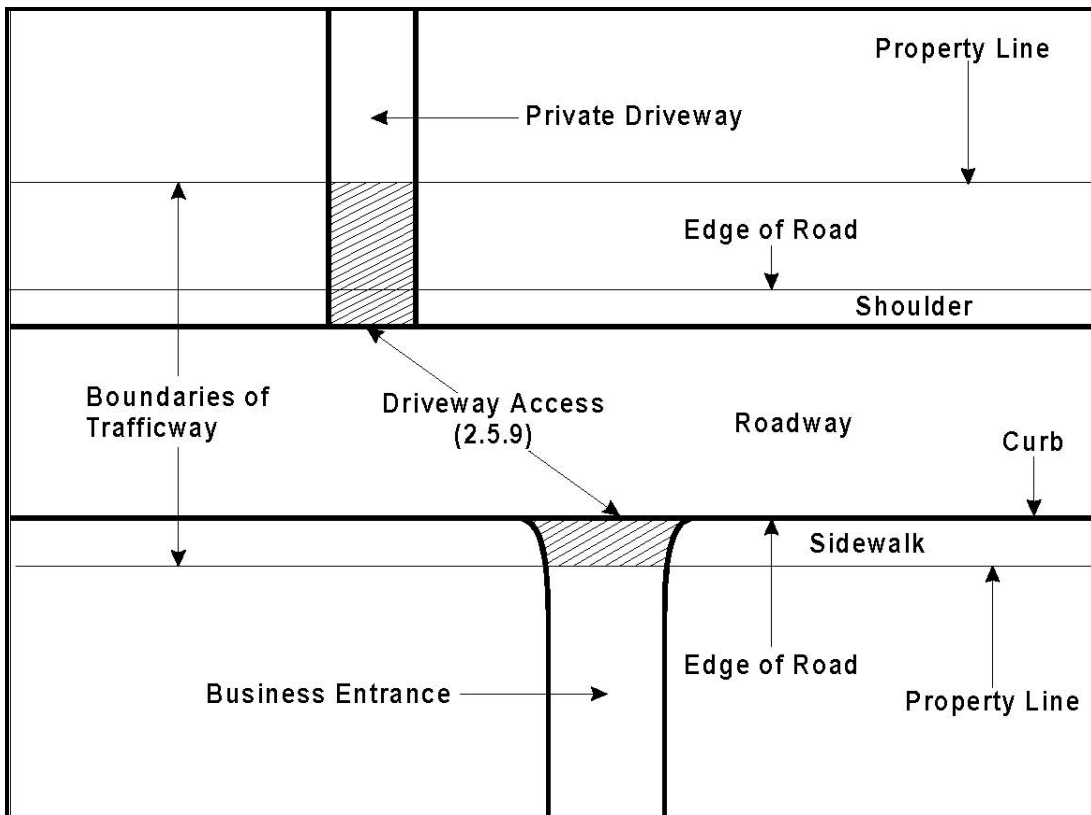 Property Line
Private Driveway
Edge of Road
Shoulder
Boundaries of
Trafficway
Driveway Access
(2.5.9)
Roadway
Curb
Sidewalk
Edge of Road
Business Entrance
Property Line